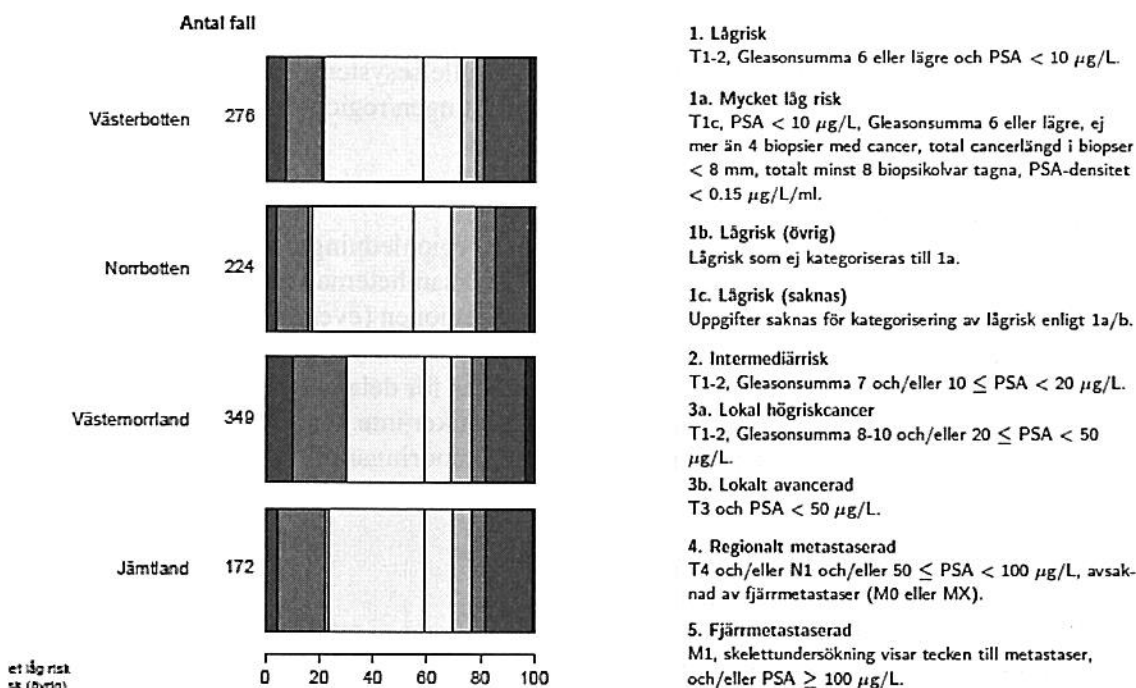 Antal fall
Västerbotten 276
Norrbotten 224
Västernorrland 349
Jämtland 172
0 20 40 60 80 100
et låg risk
sk (övrig)
1. Lågrisk
T1-2, Gleasonsumma 6 eller lägre och PSA < 10 µg/L.
1a. Mycket låg risk
T1c, PSA < 10 µg/L, Gleasonsumma 6 eller lägre, ej
mer än 4 biopsier med cancer, total cancerlängd i biopser
< 8 mm, totalt minst 8 biopsikolvar tagna, PSA-densitet
< 0.15 µg/L/ml.
1b. Lågrisk (övrig)
Lågrisk som ej kategoriseras till 1a.
1c. Lågrisk (saknas)
Uppgifter saknas för kategorisering av lågrisk enligt 1a/b.
2. Intermediärrisk
T1-2, Gleasonsumma 7 och/eller 10 ≤ PSA < 20 µg/L.
3a. Lokal högriskcancer
T1-2, Gleasonsumma 8-10 och/eller 20 ≤ PSA < 50
µg/L.
3b. Lokalt avancerad
T3 och PSA < 50 µg/L.
4. Regionalt metastaserad
T4 och/eller N1 och/eller 50 ≤ PSA < 100 µg/L, avsak-
nad av fjärrmetastaser (M0 eller MX).
5. Fjärrmetastaserad
M1, skelettundersökning visar tecken till metastaser,
och/eller PSA ≥ 100 µg/L.